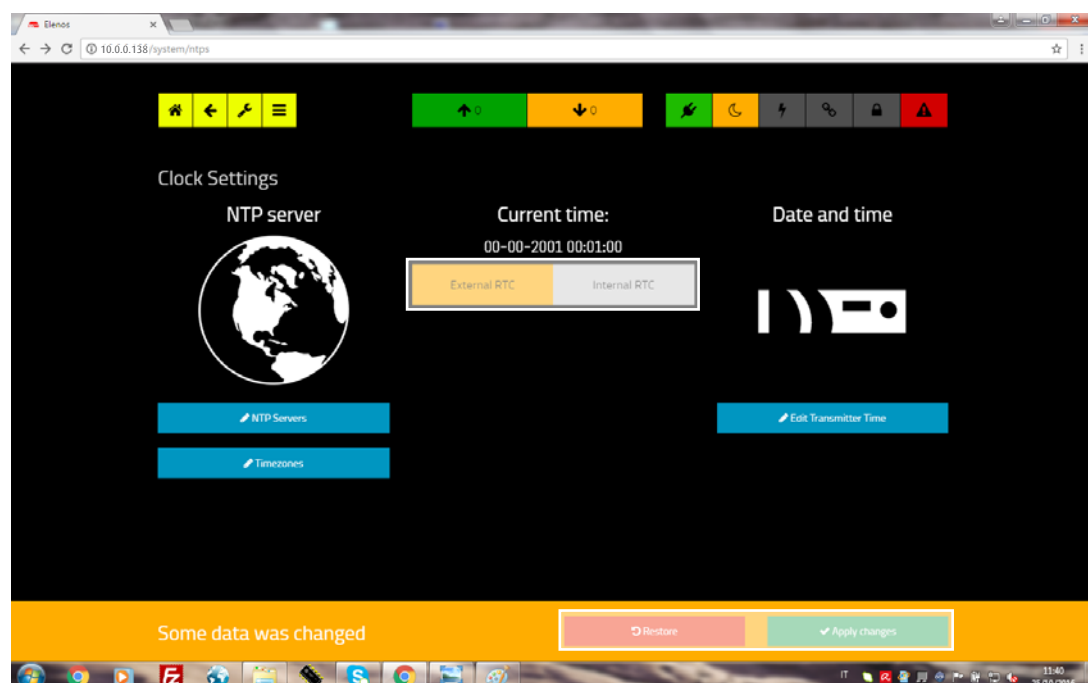 Elenos
10.0.0.138/system/ntps
0
0
Clock Settings
NTP server
Current time:
Date and time
00-00-2001 00:01:00
External RTC
Internal RTC
NTP Servers
Edit Transmitter Time
Timezones
Some data was changed
Restore
Apply changes
IT
11:40